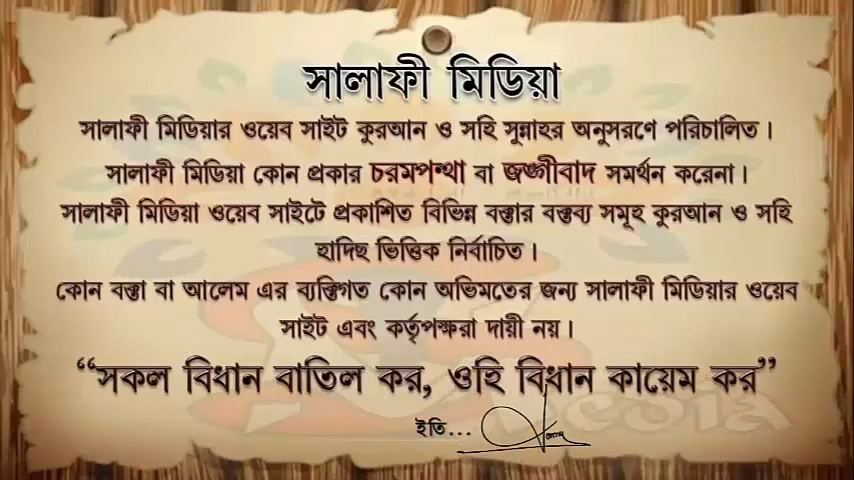 সালাফী মিডিয়া
সালাফী মিডিয়ার ওয়েব সাইট কুরআন ও সহি সুন্নাহর অনুসরণে পরিচালিত।
সালাফী মিডিয়া কোন প্রকার চরমপন্থা বা জঙ্গীবাদ সমর্থন করেনা।
সালাফী মিডিয়া ওয়েব সাইটে প্রকাশিত বিভিন্ন বক্তার বক্তব্য সমূহ কুরআন ও সহি
হাদিছ ভিত্তিক নির্বাচিত।
কোন বক্তা বা আলেম এর ব্যক্তিগত কোন অভিমতের জন্য সালাফী মিডিয়ার ওয়েব
সাইট এবং কর্তৃপক্ষরা দায়ী নয়।
“সকল বিধান বাতিল কর, ওহি বিধান কায়েম কর”
ইতি...